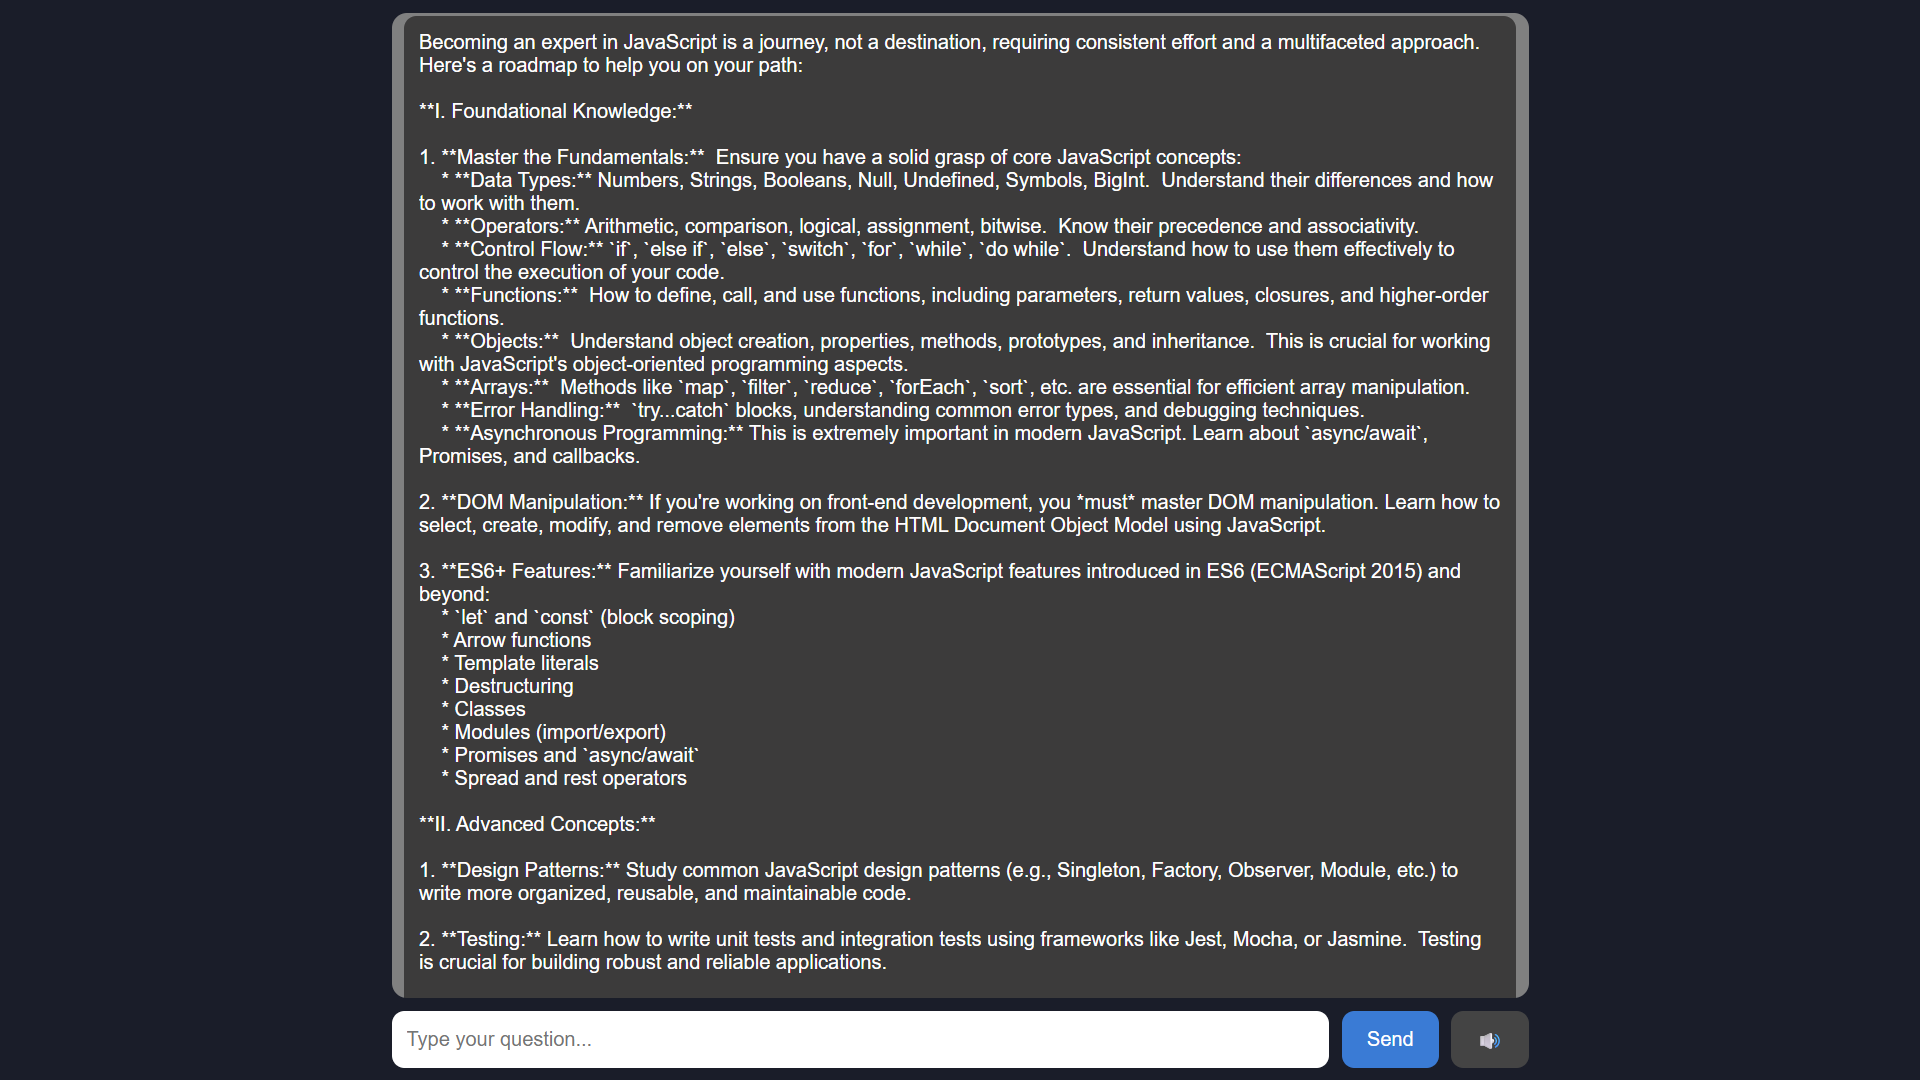 Becoming an expert in JavaScript is a journey, not a destination, requiring consistent effort and a multifaceted approach.
Here's a roadmap to help you on your path:
**I. Foundational Knowledge:**
1. **Master the Fundamentals:**  Ensure you have a solid grasp of core JavaScript concepts:
* **Data Types:** Numbers, Strings, Booleans, Null, Undefined, Symbols, BigInt.  Understand their differences and how
to work with them.
* **Operators:** Arithmetic, comparison, logical, assignment, bitwise.  Know their precedence and associativity.
* **Control Flow:** `if`, `else if`, `else`, `switch`, `for`, `while`, `do while`.  Understand how to use them effectively to
control the execution of your code.
* **Functions:**  How to define, call, and use functions, including parameters, return values, closures, and higher-order
functions.
* **Objects:**  Understand object creation, properties, methods, prototypes, and inheritance.  This is crucial for working
with JavaScript's object-oriented programming aspects.
* **Arrays:**  Methods like `map`, `filter`, `reduce`, `forEach`, `sort`, etc. are essential for efficient array manipulation.
* **Error Handling:**  `try...catch` blocks, understanding common error types, and debugging techniques.
* **Asynchronous Programming:** This is extremely important in modern JavaScript. Learn about `async/await`,
Promises, and callbacks.
2. **DOM Manipulation:** If you're working on front-end development, you *must* master DOM manipulation. Learn how to
select, create, modify, and remove elements from the HTML Document Object Model using JavaScript.
3. **ES6+ Features:** Familiarize yourself with modern JavaScript features introduced in ES6 (ECMAScript 2015) and
beyond:
* `let` and `const` (block scoping)
* Arrow functions
* Template literals
* Destructuring
* Classes
* Modules (import/export)
* Promises and `async/await`
* Spread and rest operators
**II. Advanced Concepts:**
1. **Design Patterns:** Study common JavaScript design patterns (e.g., Singleton, Factory, Observer, Module, etc.) to
write more organized, reusable, and maintainable code.
2. **Testing:** Learn how to write unit tests and integration tests using frameworks like Jest, Mocha, or Jasmine.  Testing
is crucial for building robust and reliable applications.
Type your question...
Send